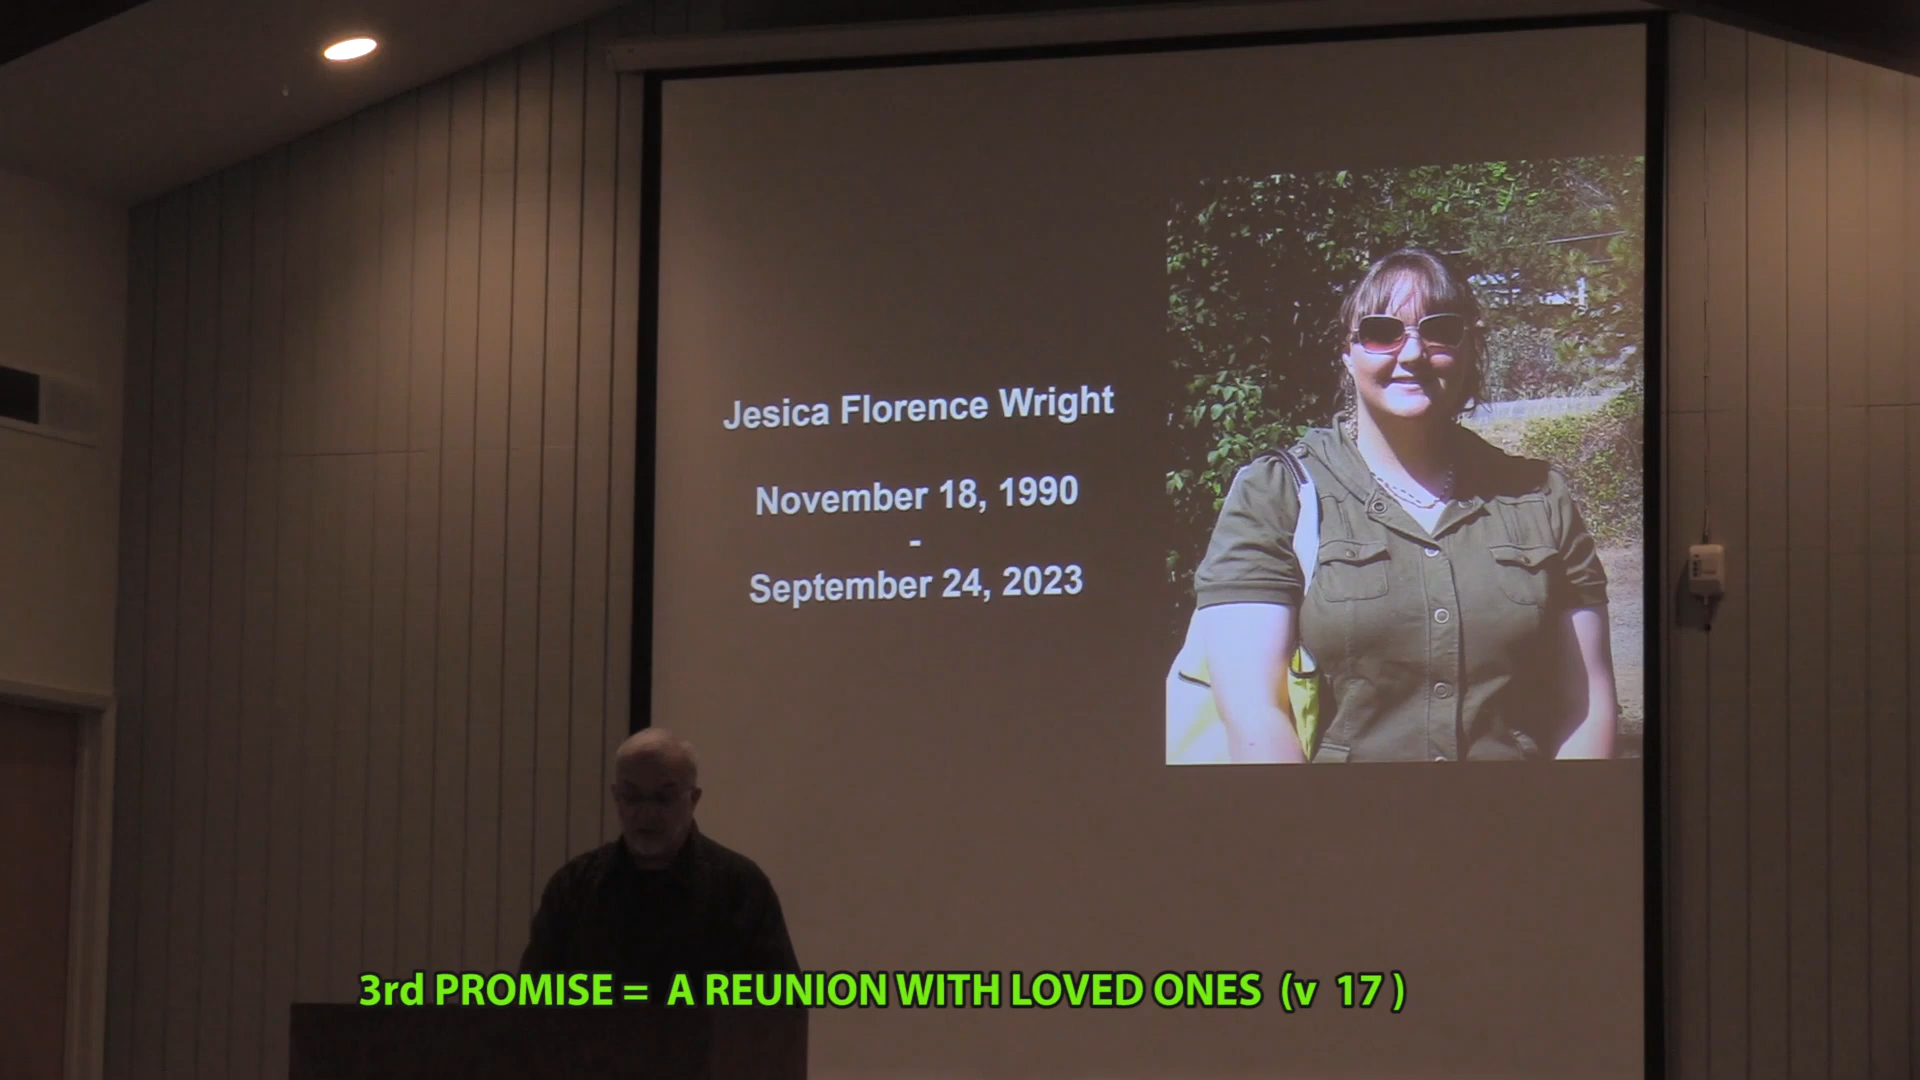 Jesica Florence Wright
November 18, 1990
-
September 24, 2023
3rd PROMISE = A REUNION WITH LOVED ONES (v 17 )